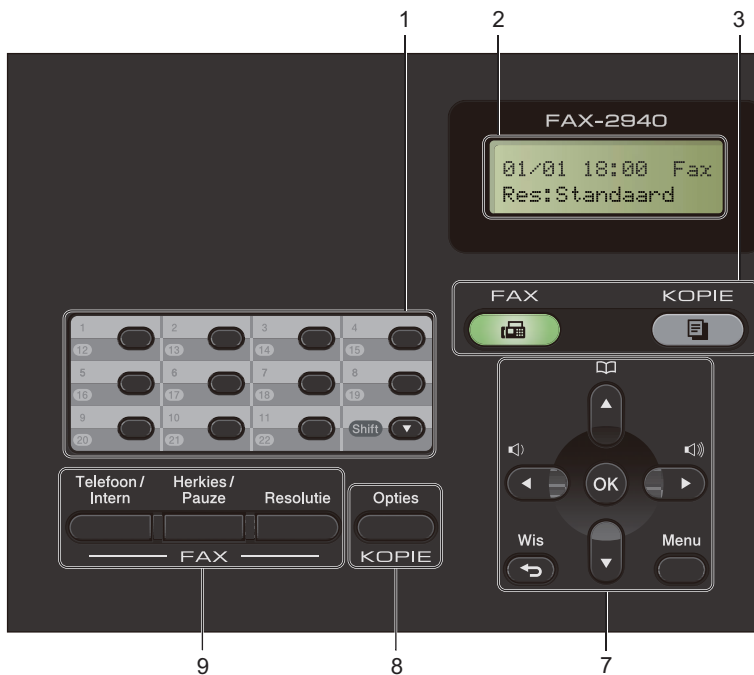 1 2 3
FAX-2940
01/01 18:00 Fax
Res:Standaard
FAX KOPIE
1 2 3 4
12 13 14 15
5 6 7 8
16 17 18 19
9 10 11
Shift
20 21 22
Telefoon/
Intern
Herkies/
Pauze
Resolutie
FAX
Opties
KOPIE
OK
Wis
Menu
9 8 7